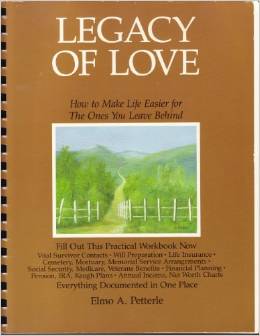 LEGACY
OF LOVE
How to Make Life Easier for
The Ones You Leave Behind
Fill Out This Practical Workbook Now
Vital Survivor Contacts • Will Preparation • Life Insurance •
Cemetery, Mortuary, Memorial Service Arrangements •
Social Security, Medicare, Veterans Benefits • Financial Planning •
Pension, IRA, Keogh Plans • Annual Income, Net Worth Charts
Everything Documented in One Place
Elmo A. Petterle